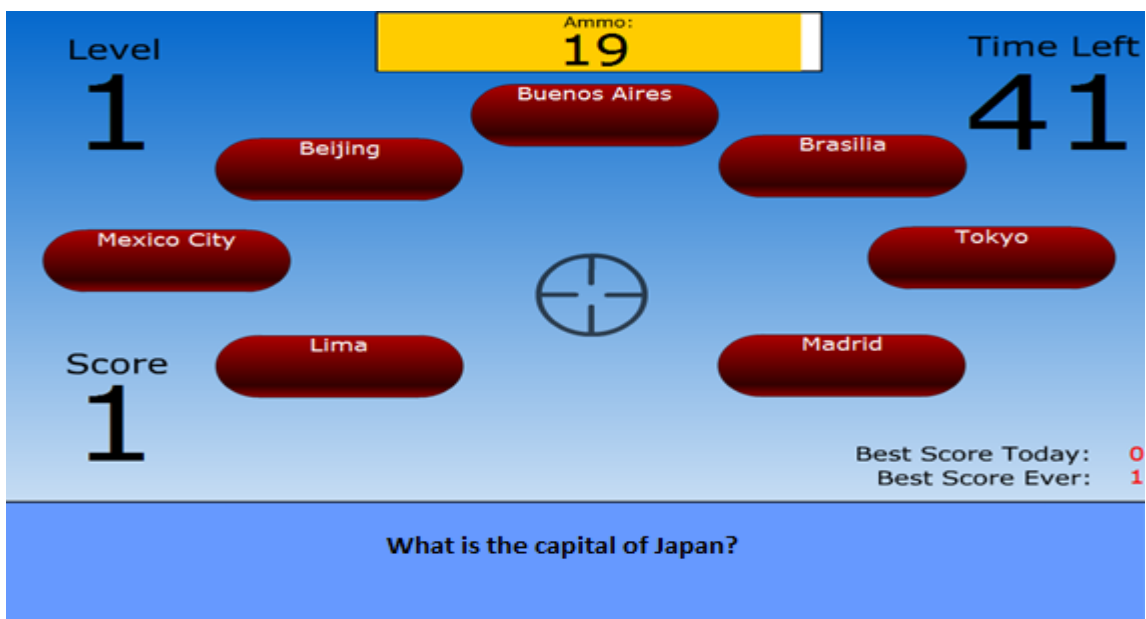 Ammo:
19
Level
1
Time Left
41
Buenos Aires
Beijing
Brasilia
Mexico City
Tokyo
Lima
Madrid
Score
1
Best Score Today: 0
Best Score Ever: 1
What is the capital of Japan?